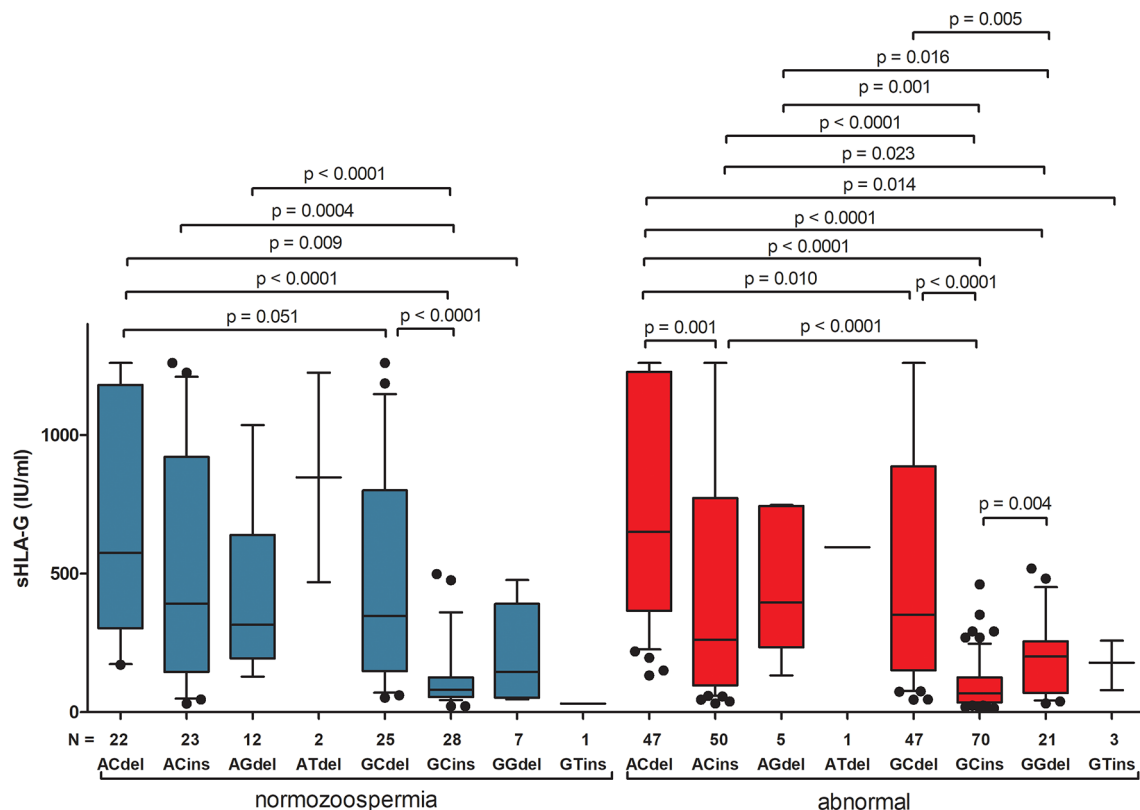 p = 0.005
p = 0.016
p = 0.001
p < 0.0001
p = 0.023
p = 0.014
p < 0.0001
p < 0.0001
p = 0.010
p < 0.0001
p = 0.001
p < 0.0001
p = 0.004
p < 0.0001
p = 0.0004
p = 0.009
p < 0.0001
p = 0.051
p < 0.0001
sHLA-G (IU/ml)
1000
500
0
N = 22 23 12 2 25 28 7 1 47 50 5 1 47 70 21 3
ACdel ACins AGdel ATdel GCdel GCins GGdel GTins ACdel ACins AGdel ATdel GCdel GCins GGdel GTins
normozoospermia abnormal